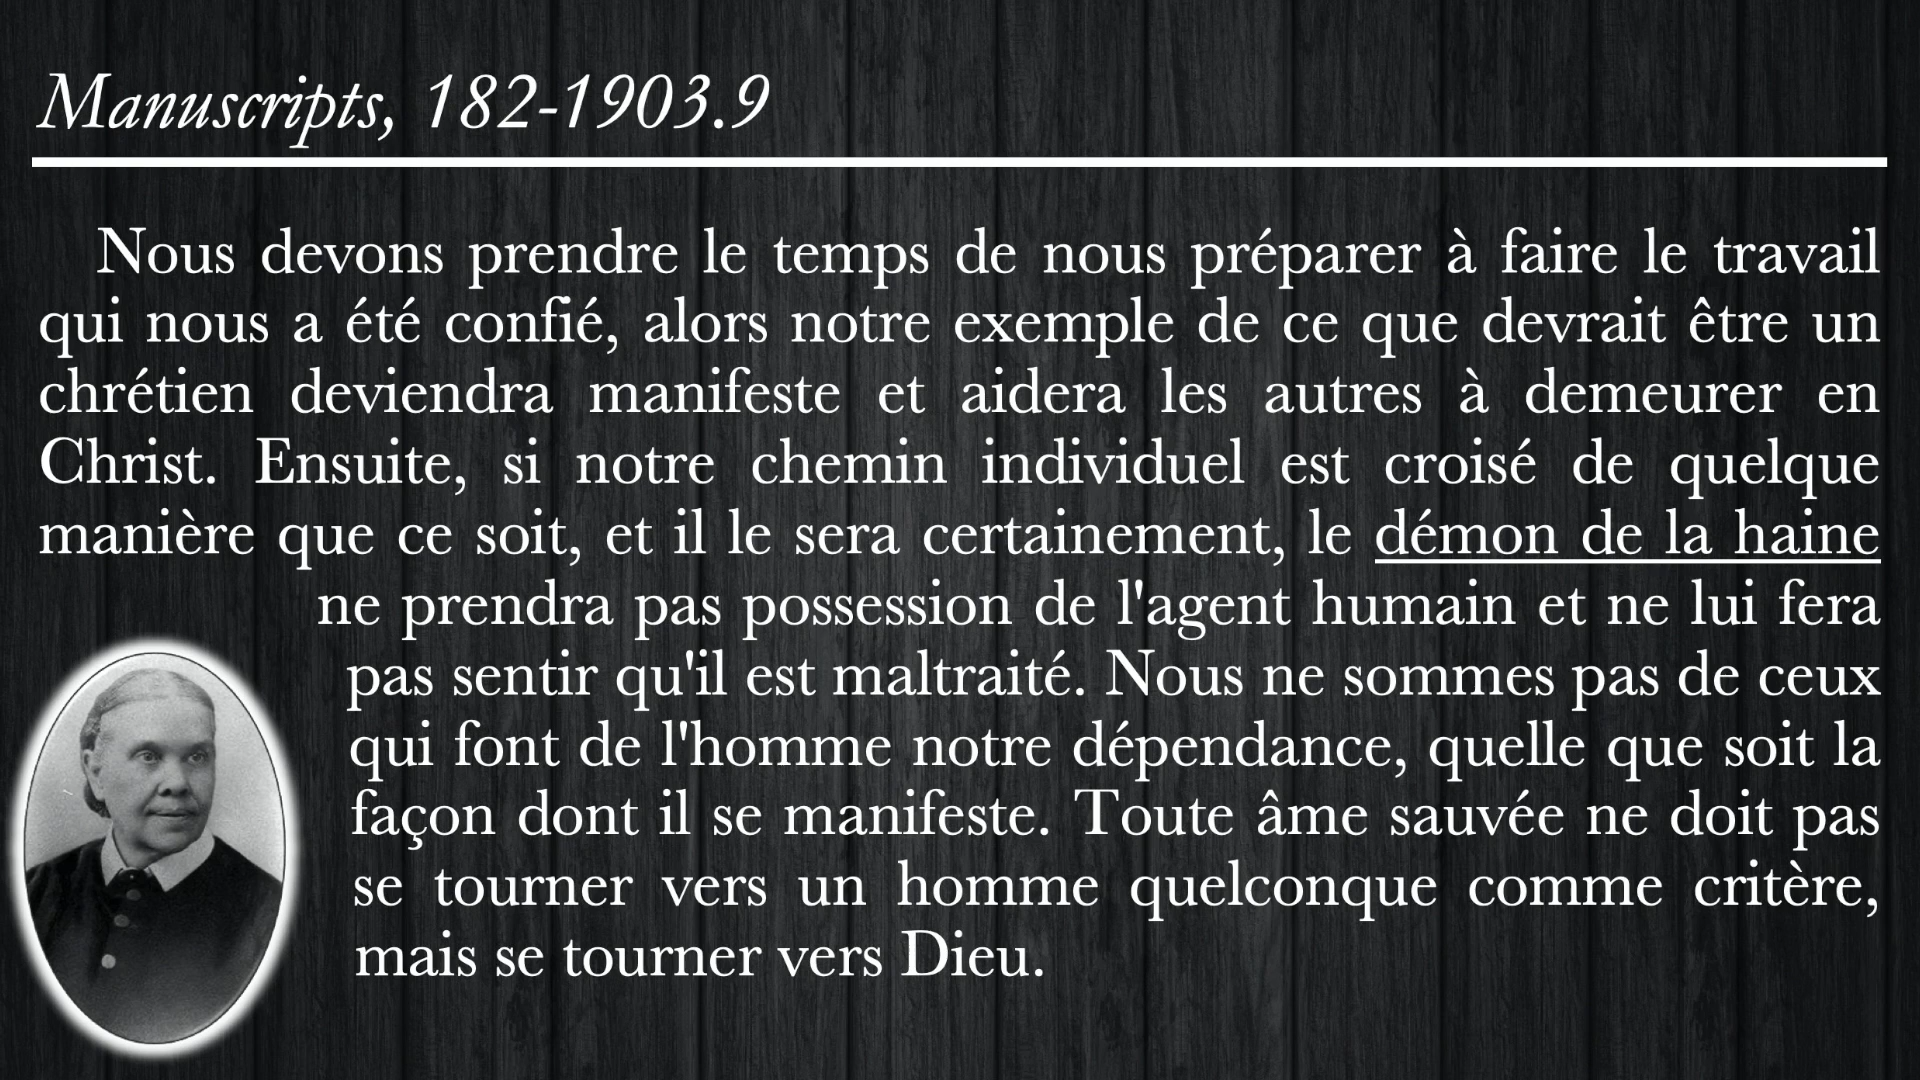 Manuscripts, 182-1903.9
Nous devons prendre le temps de nous préparer à faire le travail
qui nous a été confié, alors notre exemple de ce que devrait être un
chrétien deviendra manifeste et aidera les autres à demeurer en
Christ. Ensuite, si notre chemin individuel est croisé de quelque
manière que ce soit, et il le sera certainement, le démon de la haine
ne prendra pas possession de l'agent humain et ne lui fera
pas sentir qu'il est maltraité. Nous ne sommes pas de ceux
qui font de l'homme notre dépendance, quelle que soit la
façon dont il se manifeste. Toute âme sauvée ne doit pas
se tourner vers un homme quelconque comme critère,
mais se tourner vers Dieu.